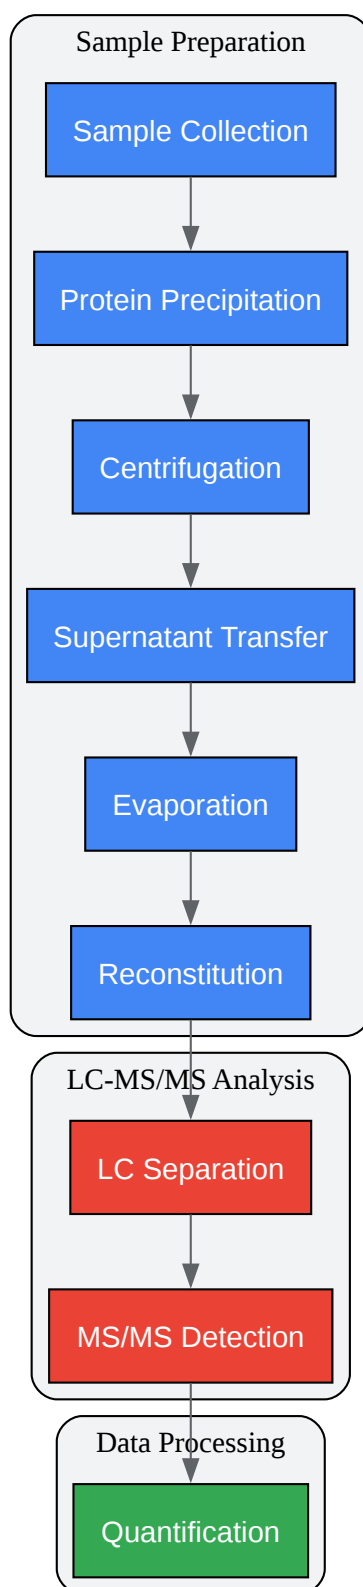 Sample Preparation
Sample Collection
Protein Precipitation
Centrifugation
Supernatant Transfer
Evaporation
Reconstitution
LC-MS/MS Analysis
LC Separation
MS/MS Detection
Data Processing
Quantification